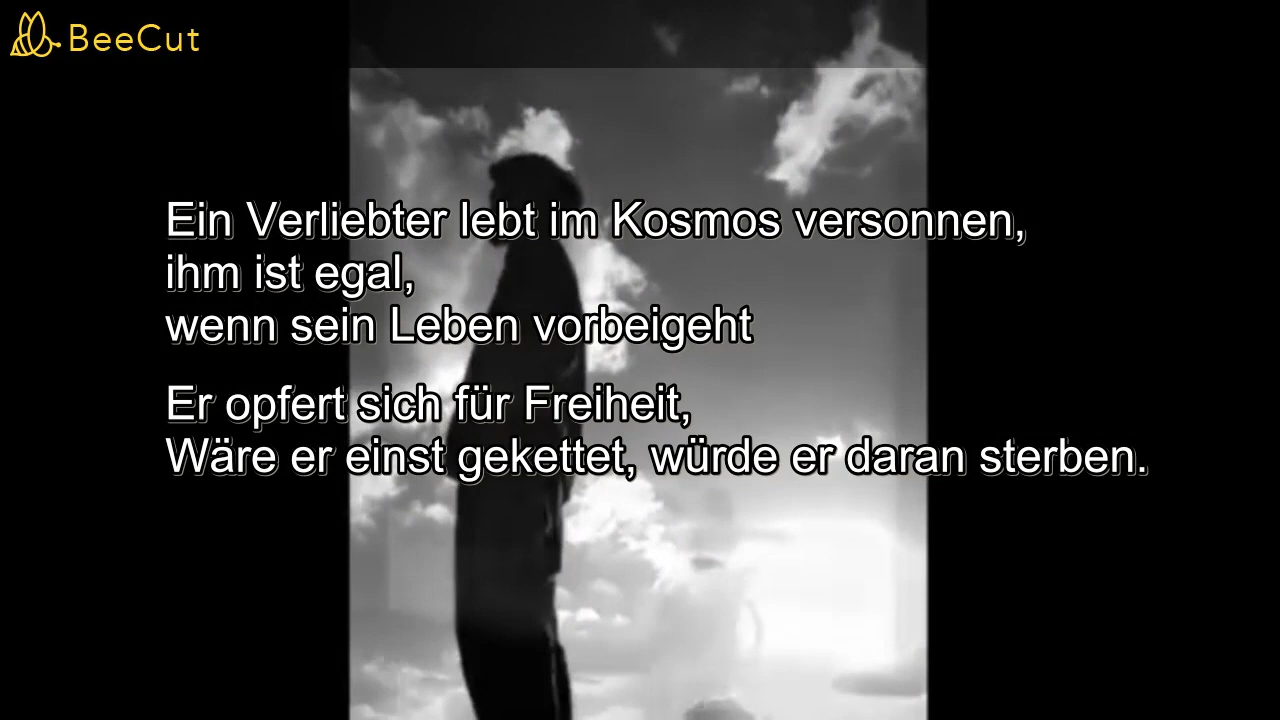 BeeCut
Ein Verliebter lebt im Kosmos versonnen,
ihm ist egal,
wenn sein Leben vorbeigeht
Er opfert sich für Freiheit,
Wäre er einst gekettet, würde er daran sterben.